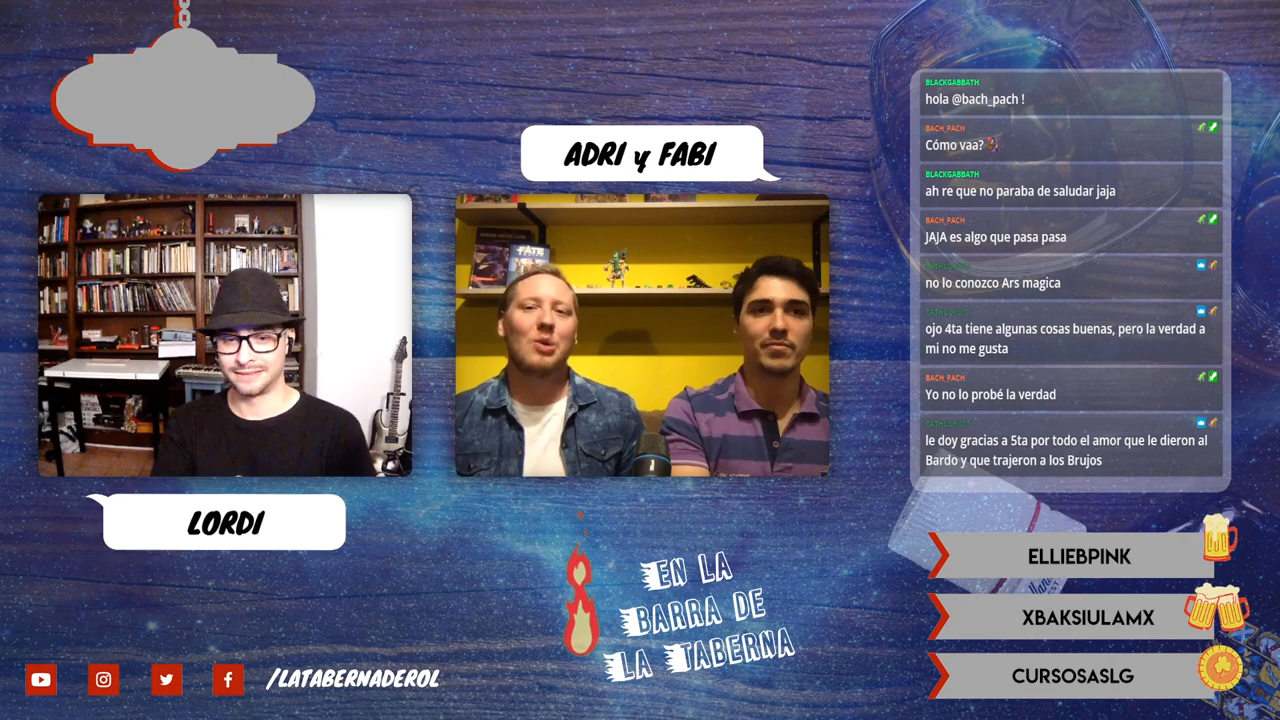 BLACKGABBATH
hola @bach_pach !
BACH_PACH
Cómo vaa?
BLACKGABBATH
ah re que no paraba de saludar jaja
BACH_PACH
JAJA es algo que pasa pasa
no lo conozco Ars magica
ojo 4ta tiene algunas cosas buenas, pero la verdad a
mi no me gusta
BACH_PACH
Yo no lo probé la verdad
le doy gracias a 5ta por todo el amor que le dieron al
Bardo y que trajeron a los Brujos
ADRI y FABI
FATE
LORDI
EN LA
BARRA DE
LA TABERNA
ELLIEBPINK
XBAKSIULAMX
CURSOSASLG
/LATABERNADEROL